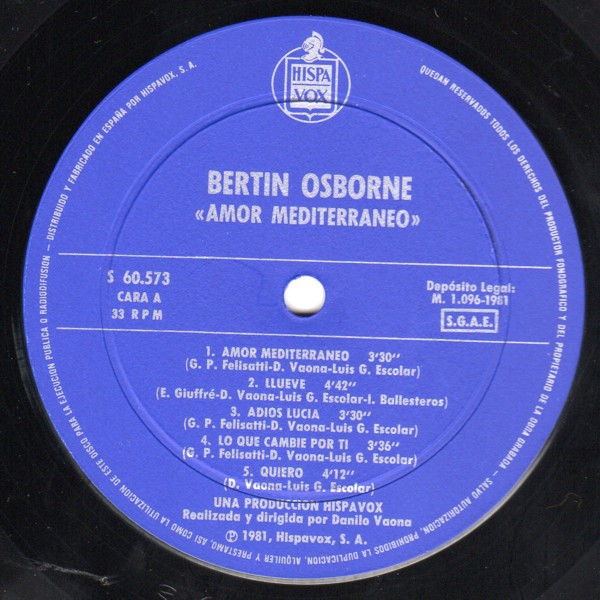 HISPA
VOX
BERTIN OSBORNE
«AMOR MEDITERRANEO»
S 60.573
CARA A
33 RPM
Depósito Legal:
M. 1.096-1981
S.G.A.E.
1. AMOR MEDITERRANEO 3'30''
(G. P. Felisatti-D. Vaona-Luis G. Escolar)
2. LLUEVE 4'42''
(E. Giuffré-D. Vaona-Luis G. Escolar-I. Ballesteros)
3. ADIOS LUCIA 3'30''
(G. P. Felisatti-D. Vaona-Luis G. Escolar)
4. LO QUE CAMBIE POR TI 3'36''
(G. P. Felisatti-D. Vaona-Luis G. Escolar)
5. QUIERO 4'12''
(D. Vaona-Luis G. Escolar)
UNA PRODUCCION HISPAVOX
Realizada y dirigida por Danilo Vaona
℗ 1981, Hispavox, S. A.
QUEDAN RESERVADOS TODOS LOS DERECHOS DEL PRODUCTOR FONOGRAFICO Y DEL PROPIETARIO DE LA OBRA GRABADA - SALVO AUTORIZACION, PROHIBIDOS LA DUPLICACION, ALQUILER Y PRESTAMO, ASI COMO LA UTILIZACION DE ESTE DISCO PARA LA EJECUCION PUBLICA O RADIODIFUSION - DISTRIBUIDO Y FABRICADO EN ESPAÑA POR HISPAVOX, S. A.